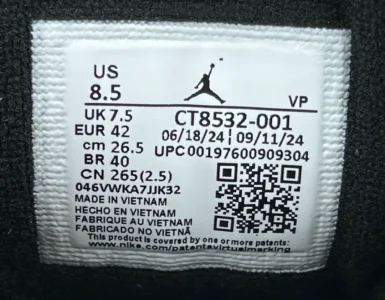 US
8.5
VP
UK 7.5
CT8532-001
EUR 42
06/18/24 | 09/11/24
cm 26.5
UPC00197600909304
BR 40
CN 265(2.5)
046VWKA7JJK32
MADE IN VIETNAM
HECHO EN VIETNAM
FABRIQUE AU VIETNAM
FABRICADO NO VIETNÃ
This product is covered by one or more patents:
www.nike.com/patentsvirtualmarking